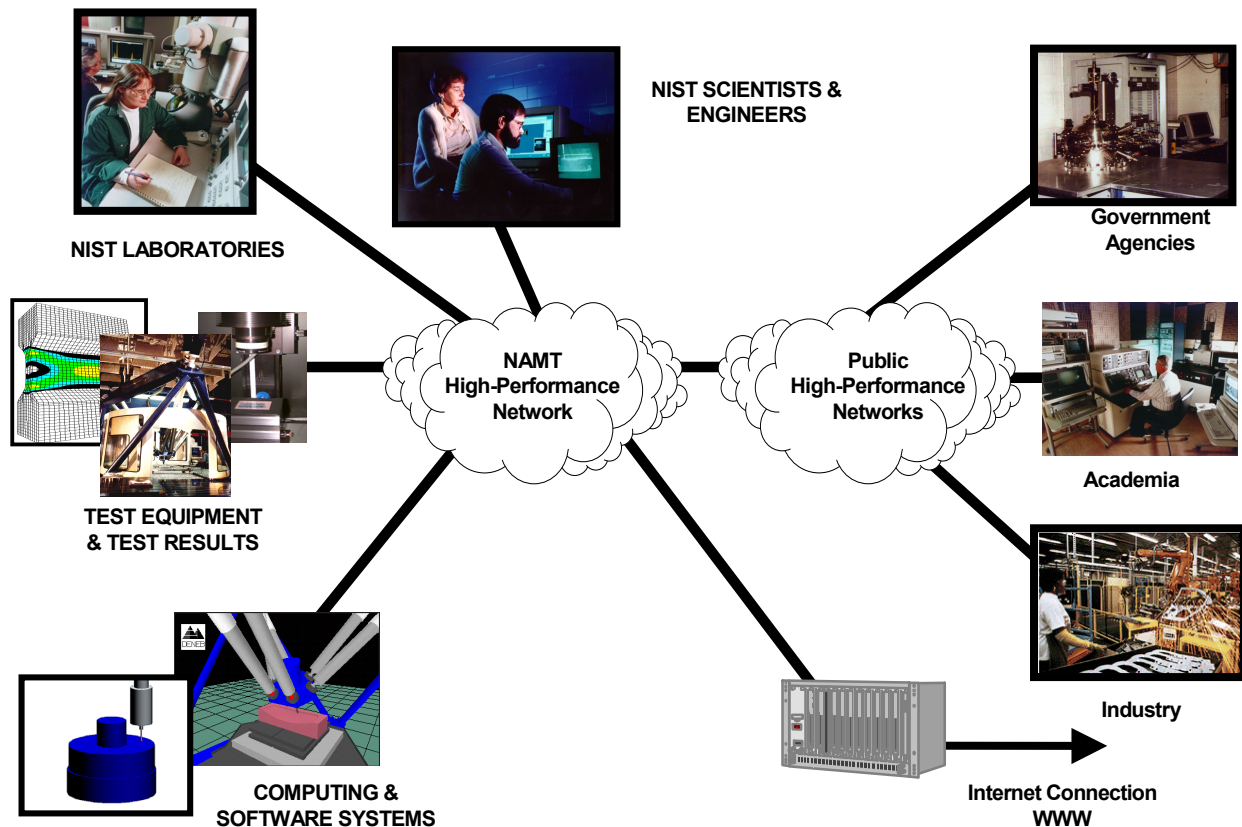 NIST SCIENTISTS &
ENGINEERS
NIST LABORATORIES
Government
Agencies
NAMT
High-Performance
Network
Public
High-Performance
Networks
Academia
TEST EQUIPMENT
& TEST RESULTS
DENEB
Industry
COMPUTING &
SOFTWARE SYSTEMS
Internet Connection
WWW